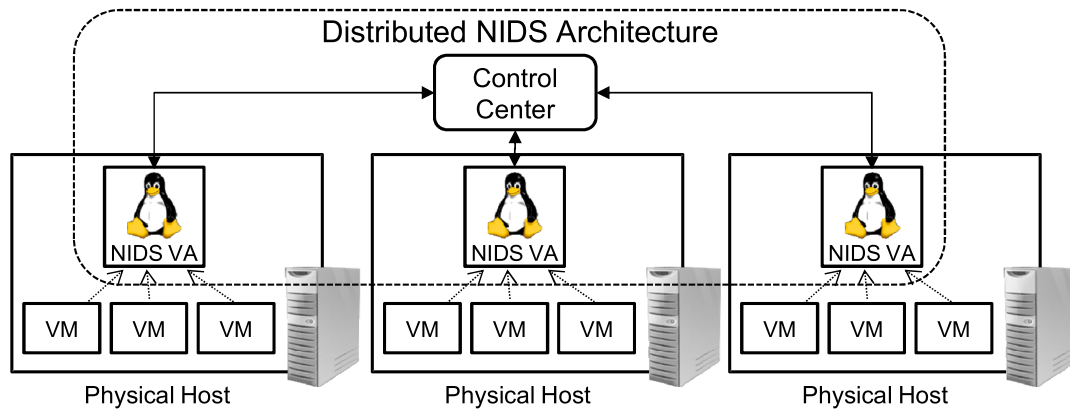 Distributed NIDS Architecture
Control
Center
NIDS VA
NIDS VA
NIDS VA
VM
VM
VM
VM
VM
VM
VM
VM
VM
Physical Host
Physical Host
Physical Host